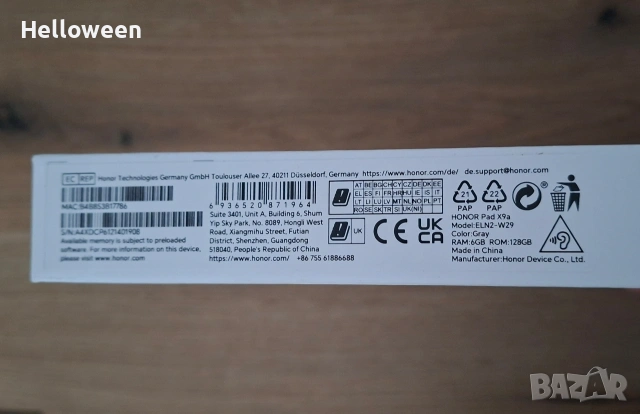 Helloween
EC REP Honor Technologies Germany GmbH Toulouser Allee 27, 40211 Düsseldorf, Germany https://www.honor.com/de/ de.support@honor.com
MAC:B4BB53B17786
S/N:A4XDCP6121401908
Available memory is subject to preloaded
software. For more information on this device,
please visit www.honor.com
6 936520 871964
Suite 3401, Unit A, Building 6, Shum
Yip Sky Park, No. 8089, Hongli West
Road, Xiangmihu Street, Futian
District, Shenzhen, Guangdong
518040, People's Republic of China
https://www.honor.com/ +86 755 61886688
AT BE BG CH CY CZ DE DK EE
EL ES FI FR HR HU IE IS IT
LI LT LU LV MT NL NO PL PT
RO SE SK TR UK(NI)
UK
CE
UK
CA
21
PAP
22
PAP
HONOR Pad X9a
Model:ELN2-W29
Color:Gray
RAM:6GB ROM:128GB
Made in China
Manufacturer:Honor Device Co., Ltd.
BAZAR
bazar.bg